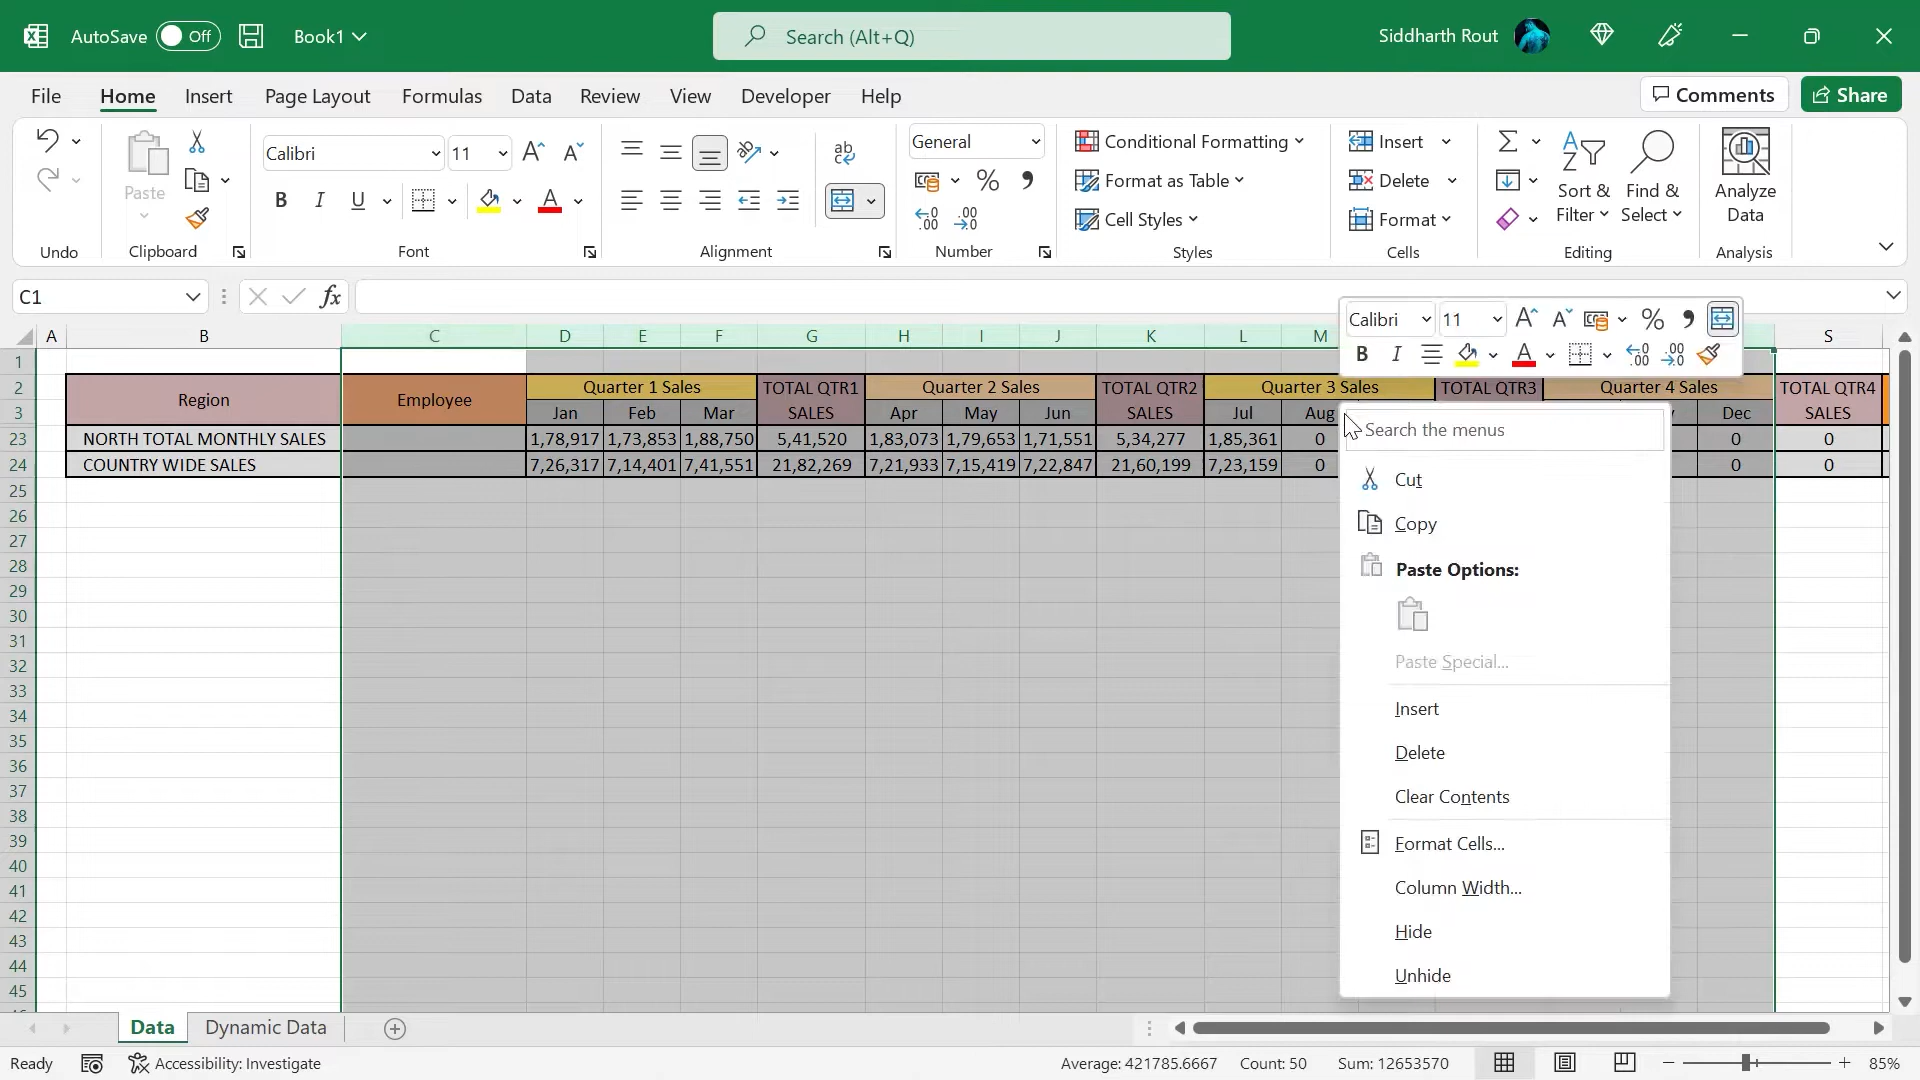 AutoSave Off Book1 Search (Alt+Q) Siddharth Rout
File Home Insert Page Layout Formulas Data Review View Developer Help Comments Share
Calibri 11 General Conditional Formatting Insert
Paste Format as Table Delete Sort & Find & Analyze
B I U Cell Styles Format Filter Select Data
Undo Clipboard Font Alignment Number Styles Cells Editing Analysis
C1 fx
Calibri 11
B I A
A B C D E F G H I J K L M S
1
2 Region Employee Quarter 1 Sales TOTAL QTR1 Quarter 2 Sales TOTAL QTR2 Quarter 3 Sales TOTAL QTR3 Quarter 4 Sales TOTAL QTR4
3 Jan Feb Mar SALES Apr May Jun SALES Jul Aug Dec SALES
23 NORTH TOTAL MONTHLY SALES 1,78,917 1,73,853 1,88,750 5,41,520 1,83,073 1,79,653 1,71,551 5,34,277 1,85,361 0 0 0
24 COUNTRY WIDE SALES 7,26,317 7,14,401 7,41,551 21,82,269 7,21,933 7,15,419 7,22,847 21,60,199 7,23,159 0 0 0
25
26
27
28
29
30
31
32
33
34
35
36
37
38
39
40
41
42
43
44
45
Search the menus
Cut
Copy
Paste Options:
Paste Special...
Insert
Delete
Clear Contents
Format Cells...
Column Width...
Hide
Unhide
Data Dynamic Data
Ready Accessibility: Investigate Average: 421785.6667 Count: 50 Sum: 12653570 85%